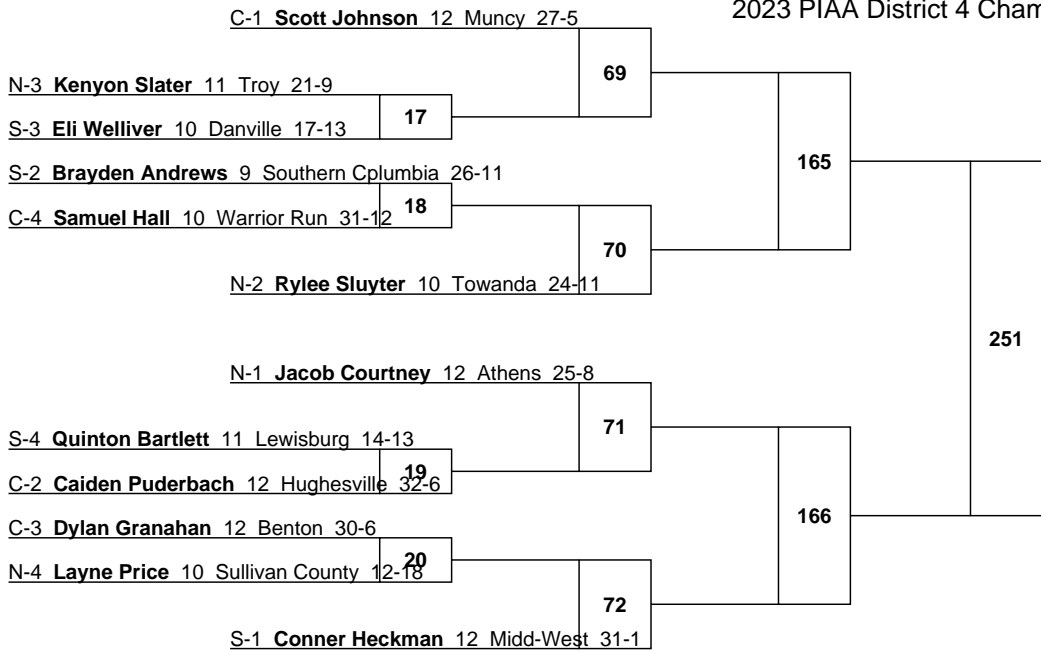 2023 PIAA District 4 Cham
C-1 Scott Johnson 12 Muncy 27-5
69
N-3 Kenyon Slater 11 Troy 21-9
17
S-3 Eli Welliver 10 Danville 17-13
165
S-2 Brayden Andrews 9 Southern Cplumbia 26-11
18
C-4 Samuel Hall 10 Warrior Run 31-12
70
N-2 Rylee Sluyter 10 Towanda 24-11
251
N-1 Jacob Courtney 12 Athens 25-8
71
S-4 Quinton Bartlett 11 Lewisburg 14-13
19
C-2 Caiden Puderbach 12 Hughesville 32-6
166
C-3 Dylan Granahan 12 Benton 30-6
20
N-4 Layne Price 10 Sullivan County 12-18
72
S-1 Conner Heckman 12 Midd-West 31-1